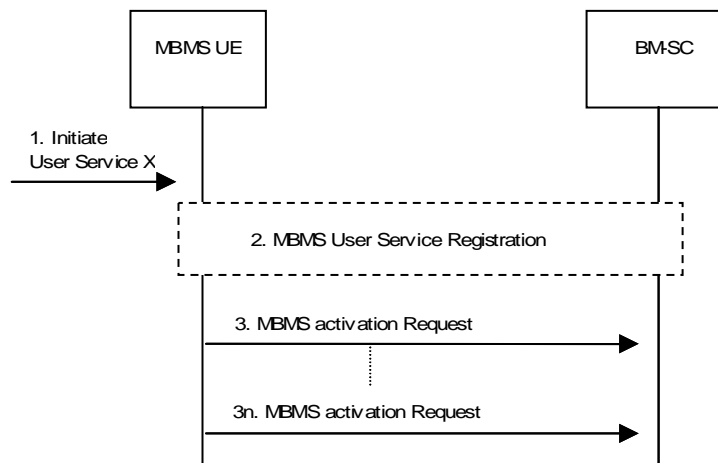 MBMS UE
BM-SC
1. Initiate
User Service X
2. MBMS User Service Registration
3. MBMS activation Request
3n. MBMS activation Request